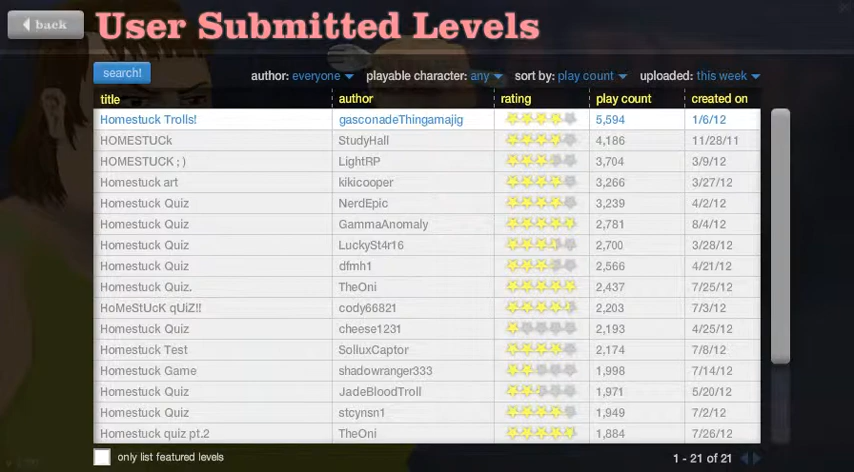 back
User Submitted Levels
search!
author: everyone playable character: any sort by: play count uploaded: this week
title author rating play count created on
Homestuck Trolls! gasconadeThingamajig 5,594 1/6/12
HOMESTUCk StudyHall 4,186 11/28/11
HOMESTUCK ; ) LightRP 3,704 3/9/12
Homestuck art kikicooper 3,266 3/27/12
Homestuck Quiz NerdEpic 3,239 4/2/12
Homestuck Quiz GammaAnomaly 2,781 8/4/12
Homestuck Quiz LuckySt4r16 2,700 3/28/12
Homestuck Quiz dfmh1 2,566 4/21/12
Homestuck Quiz. TheOni 2,437 7/25/12
HoMeStUcK qUiZ!! cody66821 2,203 7/3/12
Homestuck Quiz cheese1231 2,193 4/25/12
Homestuck Test SolluxCaptor 2,174 7/8/12
Homestuck Game shadowranger333 1,998 7/14/12
Homestuck Quiz JadeBloodTroll 1,971 5/20/12
Homestuck Quiz stcynsn1 1,949 7/2/12
Homestuck quiz pt.2 TheOni 1,884 7/26/12
only list featured levels 1 - 21 of 21